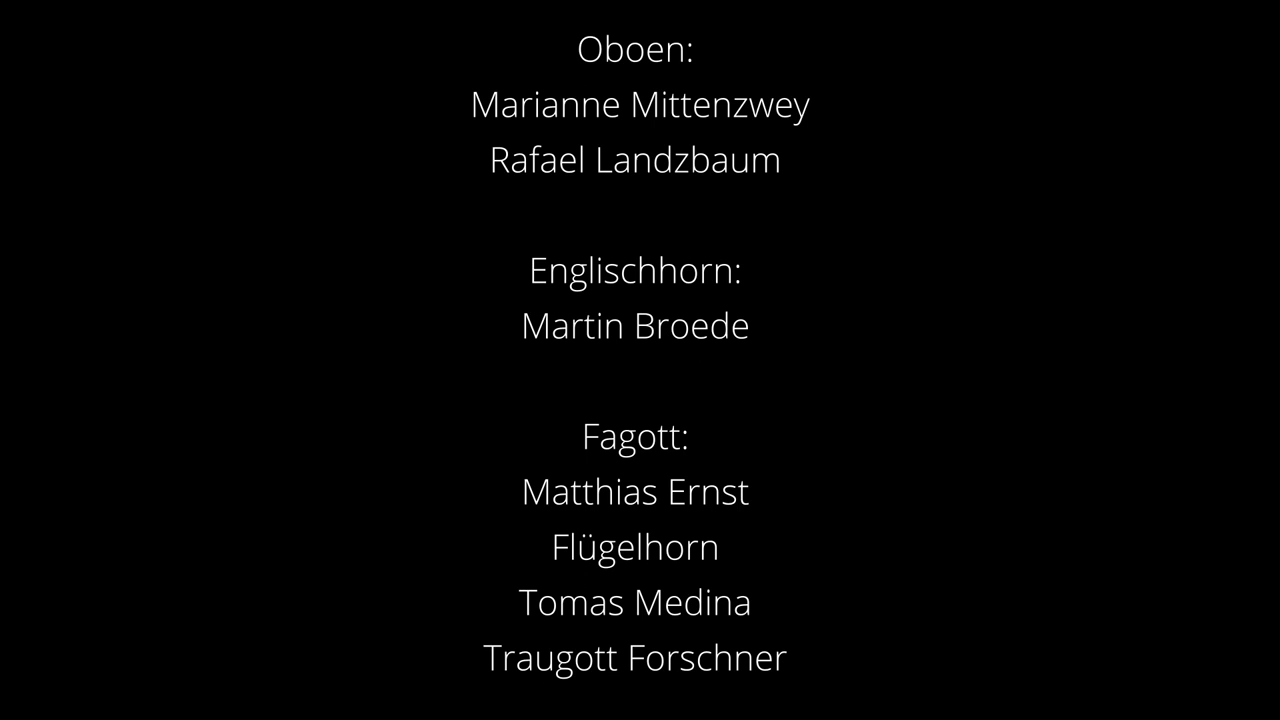 Oboen:
Marianne Mittenzwey
Rafael Landzbaum
Englischhorn:
Martin Broede
Fagott:
Matthias Ernst
Flügelhorn
Tomas Medina
Traugott Forschner